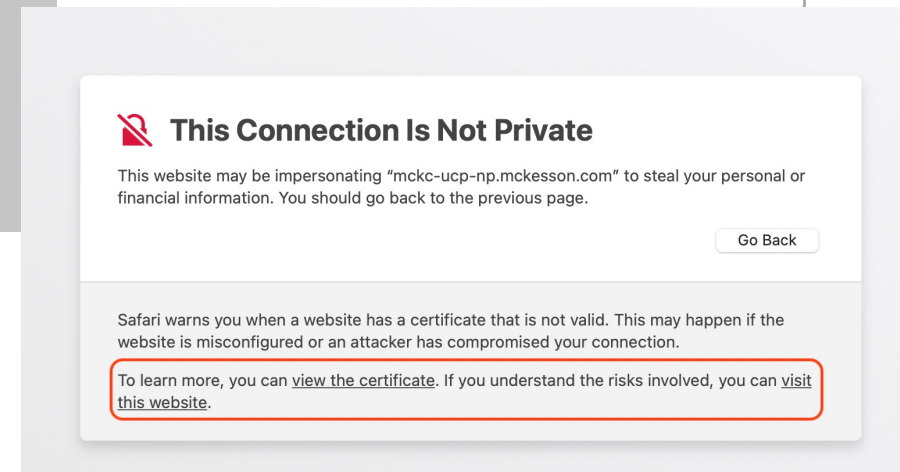 This Connection Is Not Private
This website may be impersonating “mckc-ucp-np.mckesson.com” to steal your personal or
financial information. You should go back to the previous page.
Go Back
Safari warns you when a website has a certificate that is not valid. This may happen if the
website is misconfigured or an attacker has compromised your connection.
To learn more, you can view the certificate. If you understand the risks involved, you can visit
this website.